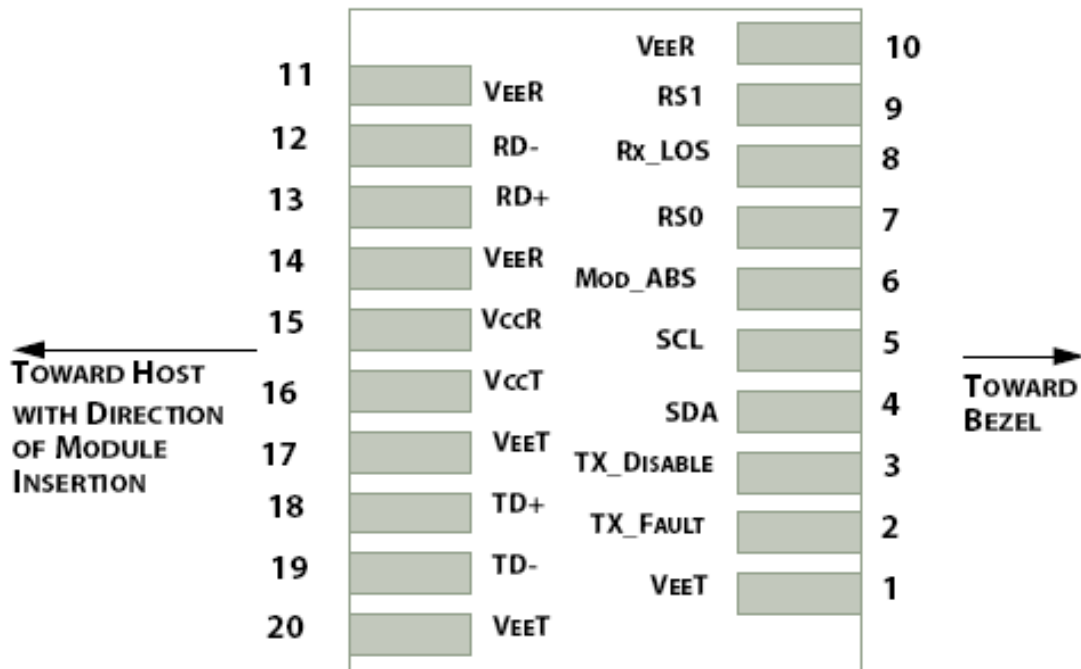 VEER 10
11 VEER
RS1 9
12 RD-
Rx_LOS 8
13 RD+
RS0 7
14 VEER
MOD_ABS 6
15 VCCR
SCL 5
TOWARD HOST
WITH DIRECTION
OF MODULE
INSERTION
TOWARD
BEZEL
16 VCCT
SDA 4
17 VEET
TX_DISABLE 3
18 TD+
TX_FAULT 2
19 TD-
VEET 1
20 VEET